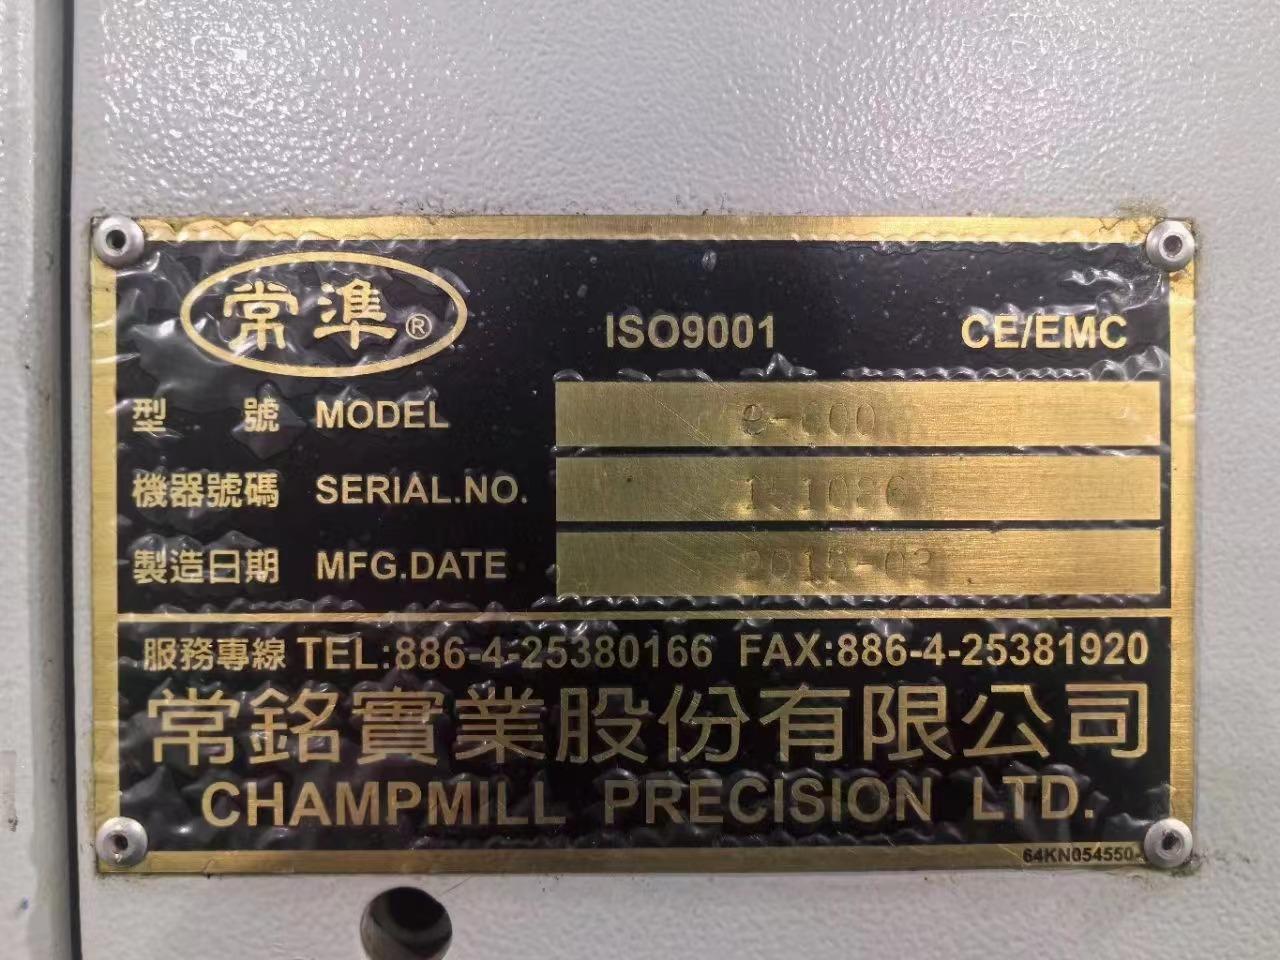 常準®
ISO9001 CE/EMC
型 號 MODEL
機器號碼 SERIAL.NO.
製造日期 MFG.DATE 2015-03
服務專線 TEL:886-4-25380166 FAX:886-4-25381920
常銘實業股份有限公司
CHAMPMILL PRECISION LTD.